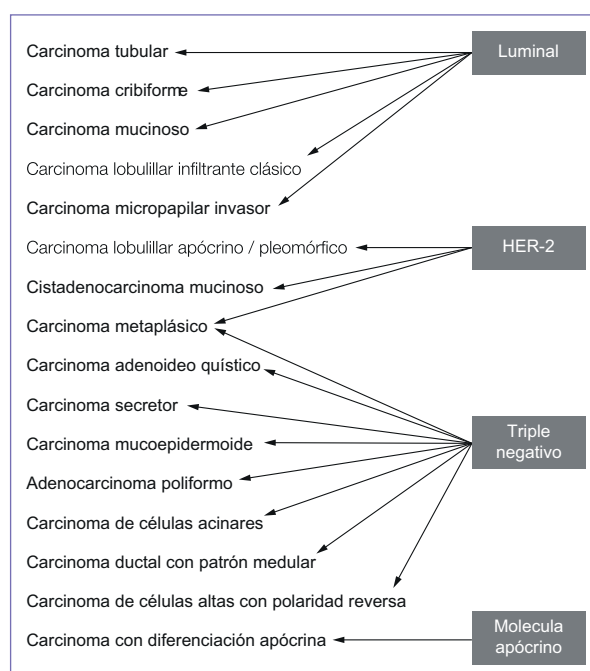 Carcinoma tubular
Luminal
Carcinoma cribiforme
Carcinoma mucinoso
Carcinoma lobulillar infiltrante clásico
Carcinoma micropapilar invasor
Carcinoma lobulillar apócrino / pleomórfico
HER-2
Cistadenocarcinoma mucinoso
Carcinoma metaplásico
Carcinoma adenoideo quístico
Carcinoma secretor
Carcinoma mucoepidermoide
Triple
negativo
Adenocarcinoma poliformo
Carcinoma de células acinares
Carcinoma ductal con patrón medular
Carcinoma de células altas con polaridad reversa
Carcinoma con diferenciación apócrina
Molecula
apócrino